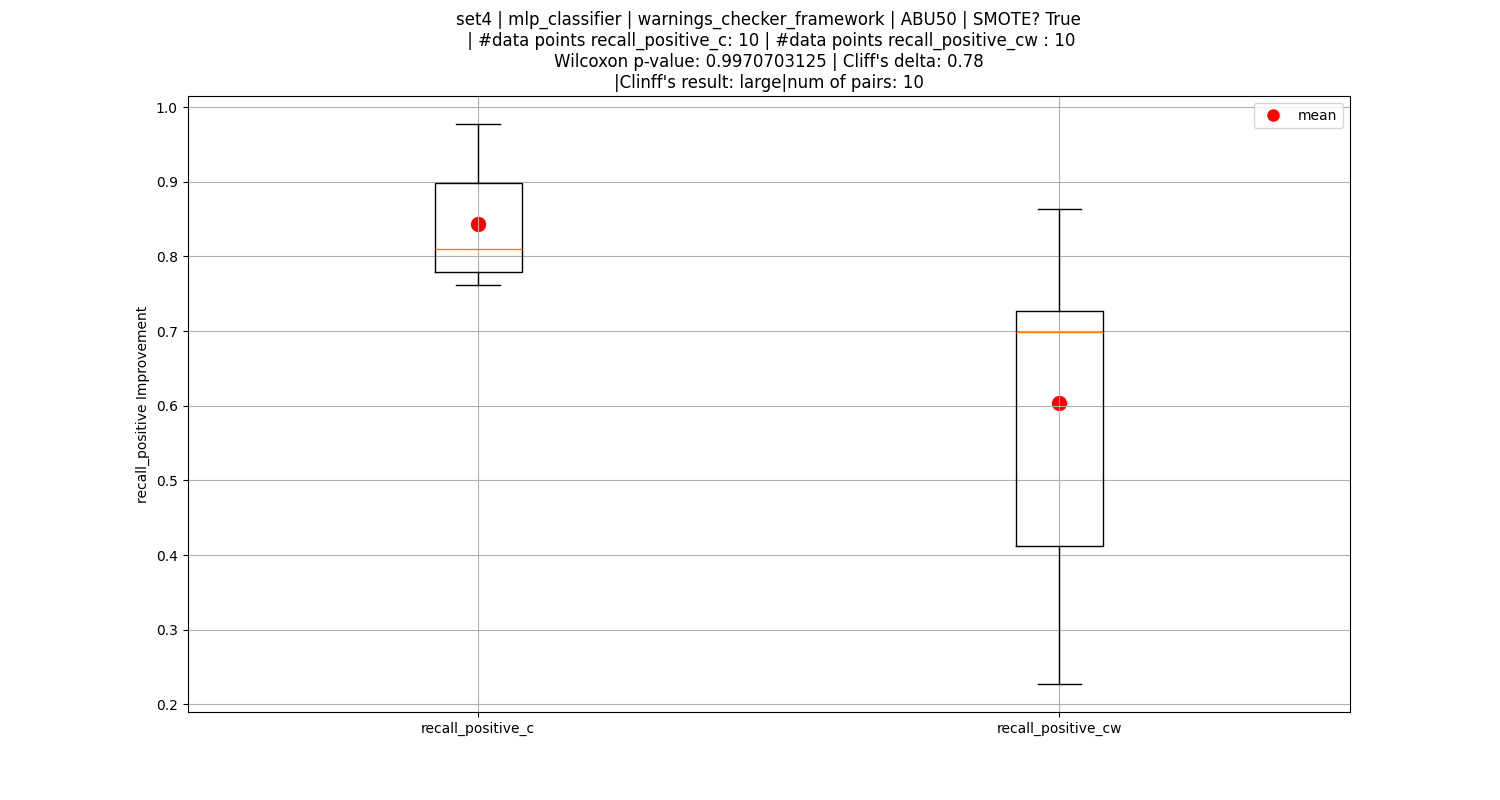 set4 | mlp_classifier | warnings_checker_framework | ABU50 | SMOTE? True
| #data points recall_positive_c: 10 | #data points recall_positive_cw : 10
Wilcoxon p-value: 0.9970703125 | Cliff's delta: 0.78
|Clinff's result: large|num of pairs: 10
mean
1.0
0.9
0.8
0.7
0.6
0.5
0.4
0.3
0.2
recall_positive Improvement
recall_positive_c
recall_positive_cw